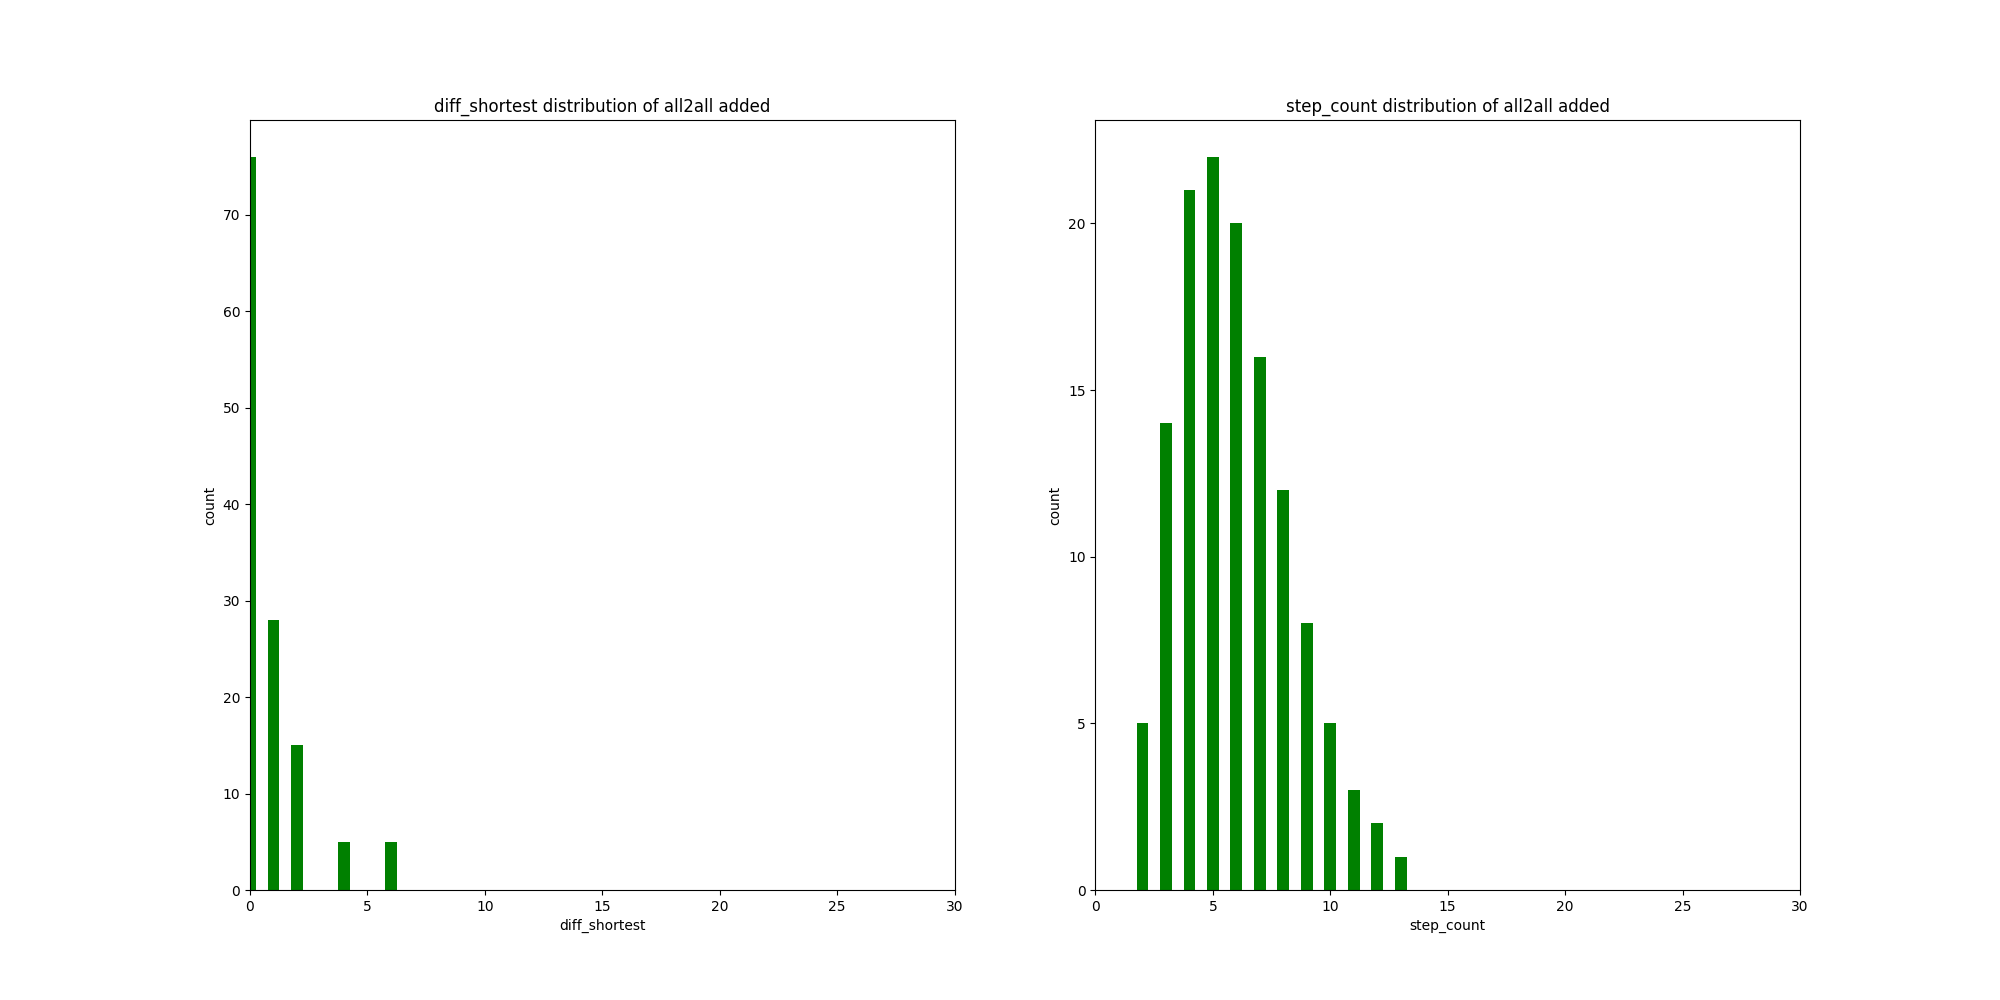 diff_shortest distribution of all2all added
70
60
50
40
30
20
10
0
count
0 5 10 15 20 25 30
diff_shortest
step_count distribution of all2all added
20
15
10
5
0
count
0 5 10 15 20 25 30
step_count